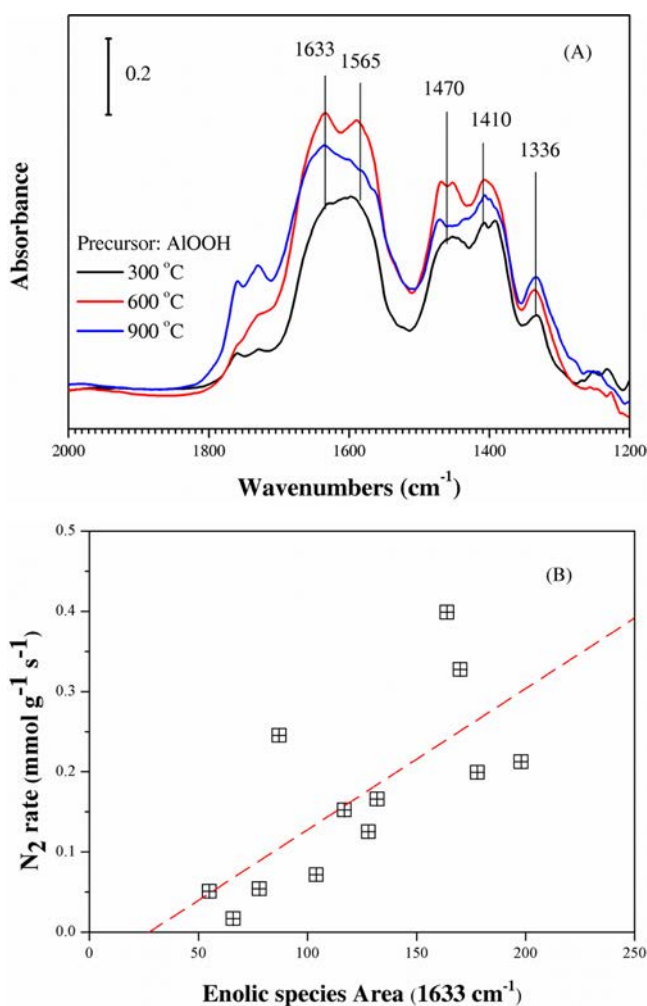 (A)
0.2
1633
1565
1470
1410
1336
Absorbance
Precursor: AlOOH
300 °C
600 °C
900 °C
2000 1800 1600 1400 1200
Wavenumbers (cm-1)
0.5
(B)
0.4
0.3
0.2
0.1
0.0
N2 rate (mmol g-1 s-1)
0 50 100 150 200 250
Enolic species Area (1633 cm-1)